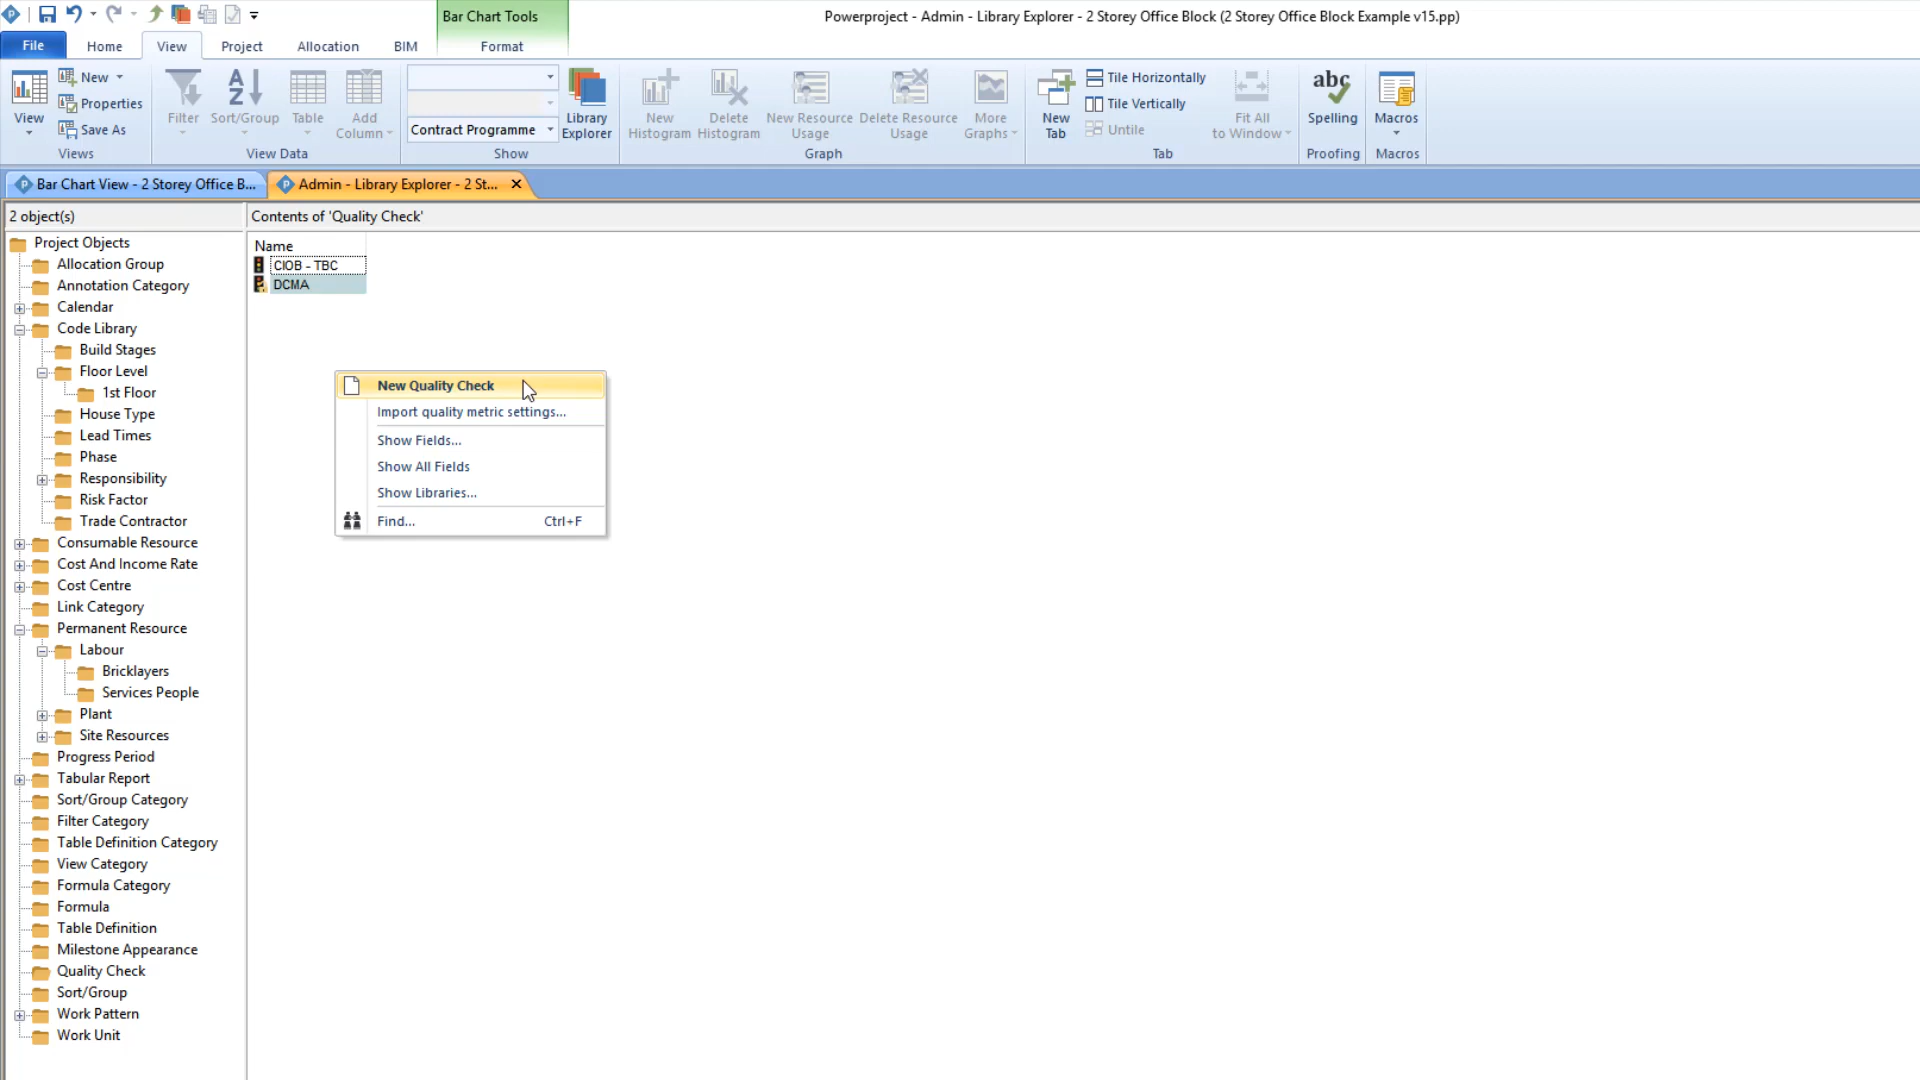 Bar Chart Tools
Powerproject - Admin - Library Explorer - 2 Storey Office Block (2 Storey Office Block Example v15.pp)
File
Home
View
Project
Allocation
BIM
Format
View
New
Properties
Save As
Views
Filter
Sort/Group
Table
Add
Column
View Data
Contract Programme
Library
Explorer
Show
New
Histogram
Delete
Histogram
New Resource
Usage
Delete Resource
Usage
More
Graphs
Graph
New
Tab
Tile Horizontally
Tile Vertically
Untile
Fit All
to Window
Tab
abc
Spelling
Proofing
Macros
Macros
Bar Chart View - 2 Storey Office B...
Admin - Library Explorer - 2 St...
2 object(s)
Contents of 'Quality Check'
Project Objects
Allocation Group
Annotation Category
Calendar
Code Library
Build Stages
Floor Level
1st Floor
House Type
Lead Times
Phase
Responsibility
Risk Factor
Trade Contractor
Consumable Resource
Cost And Income Rate
Cost Centre
Link Category
Permanent Resource
Labour
Bricklayers
Services People
Plant
Site Resources
Progress Period
Tabular Report
Sort/Group Category
Filter Category
Table Definition Category
View Category
Formula Category
Formula
Table Definition
Milestone Appearance
Quality Check
Sort/Group
Work Pattern
Work Unit
Name
CIOB - TBC
DCMA
New Quality Check
Import quality metric settings...
Show Fields...
Show All Fields
Show Libraries...
Find... Ctrl+F